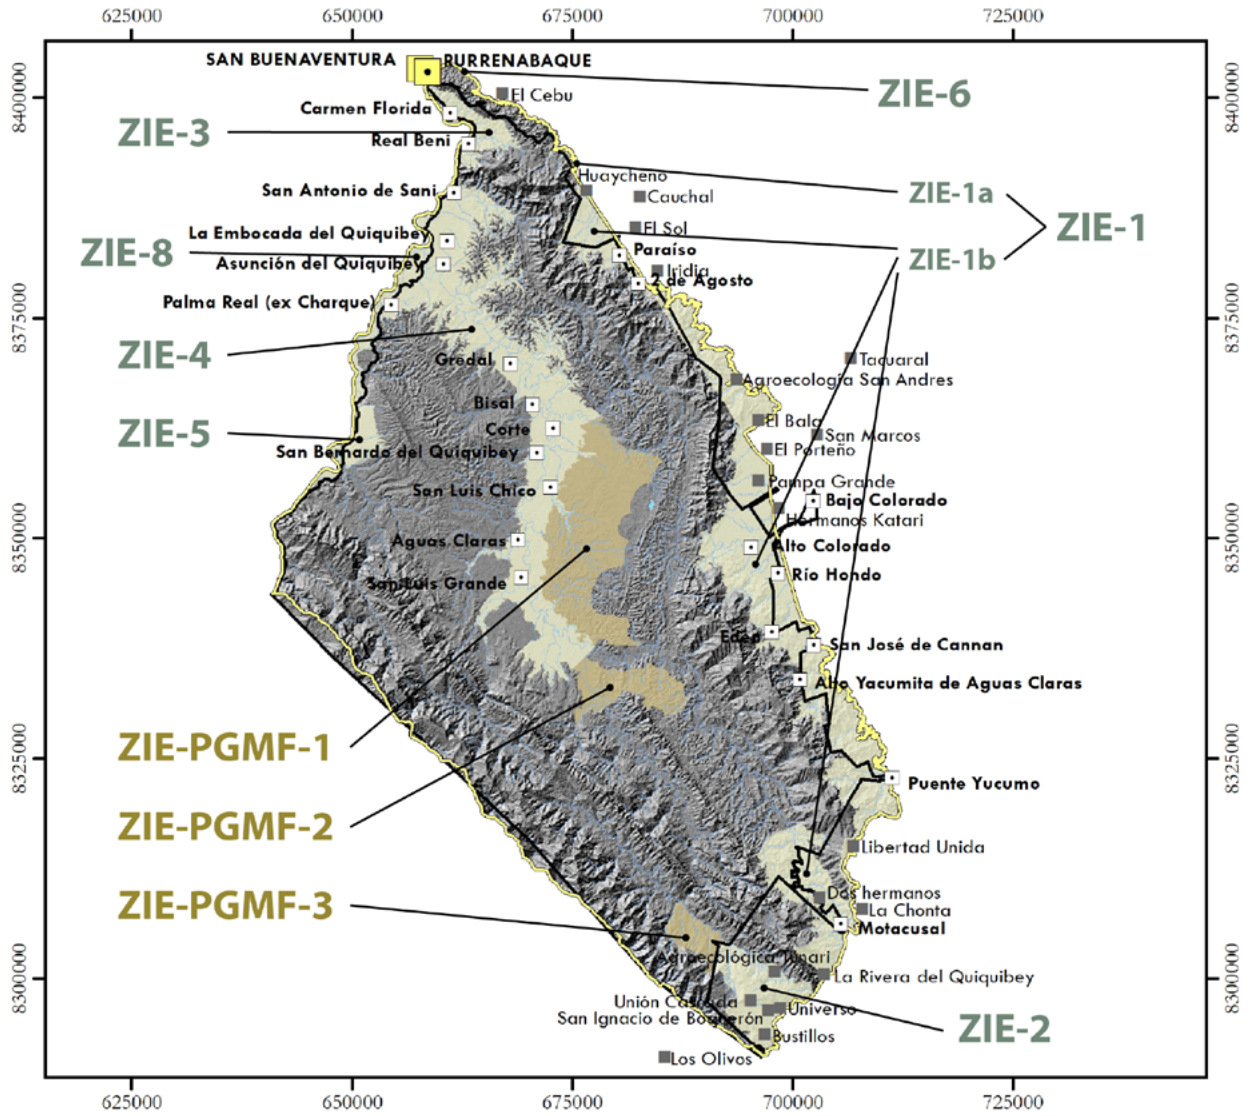 625000 650000 675000 700000 725000
SAN BUENAVENTURA RURRENABAQUE
ZIE-6
El Cebu
8400000 8400000
Carmen Florida
ZIE-3
Real Beni
Huaycheno
San Antonio de Sani
Cauchal
ZIE-1a
El Sol
ZIE-1
La Embocada del Quiquibey
Paraíso
ZIE-8
Asunción del Quiquibey
ZIE-1b
Iridia
2 de Agosto
Palma Real (ex Charque)
8375000 8375000
ZIE-4
Gredal
Tacuaral
Agroecología San Andres
Bisal
El Bala
ZIE-5
Corte
San Marcos
San Bernardo del Quiquibey
El Porteño
San Luis Chico
Pampa Grande
Bajo Colorado
Hermanos Katari
8350000 8350000
Aguas Claras
Alto Colorado
San Luis Grande
Río Hondo
Eden
San José de Cannan
Alto Yacumita de Aguas Claras
ZIE-PGMF-1
8325000 8325000
Puente Yucumo
ZIE-PGMF-2
Libertad Unida
Dos hermanos
ZIE-PGMF-3
La Chonta
Motacusal
Agroecológica Tunari
8300000 8300000
La Rivera del Quiquibey
Unión Cascada
Universo
San Ignacio de Boquerón
ZIE-2
Bustillos
Los Olivos
625000 650000 675000 700000 725000